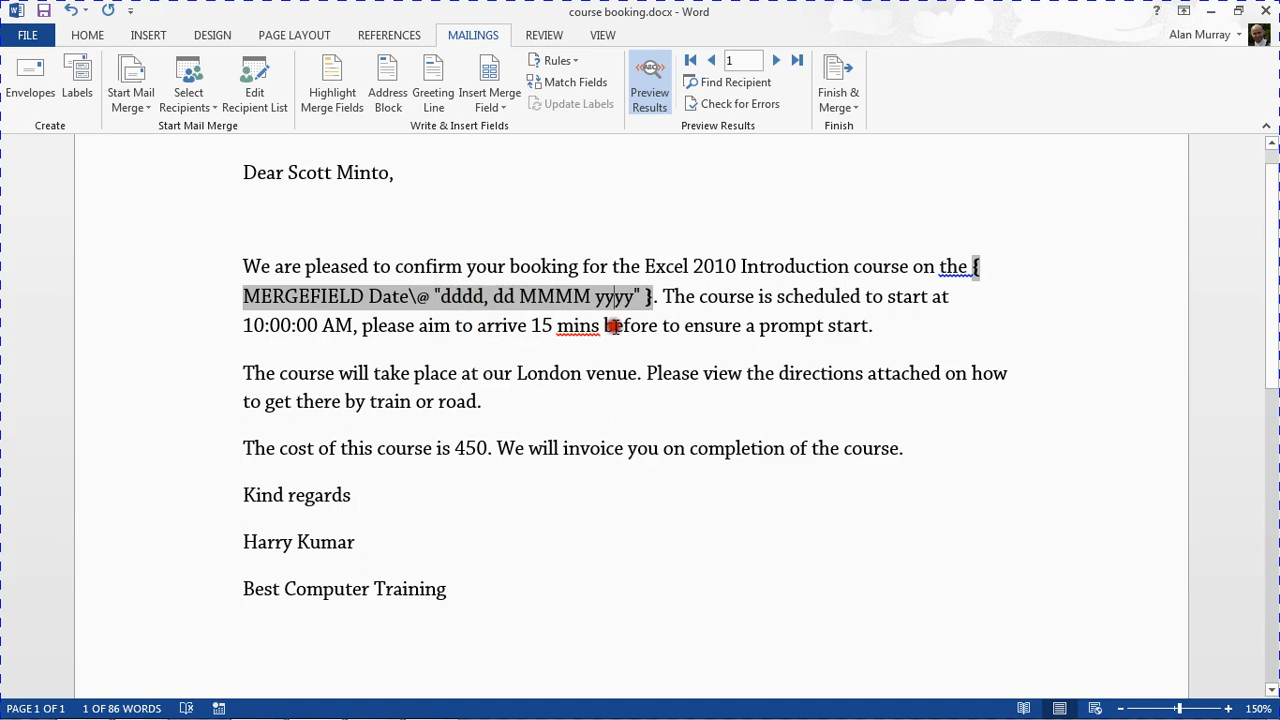 course booking.docx - Word
?
FILE HOME INSERT DESIGN PAGE LAYOUT REFERENCES MAILINGS REVIEW VIEW Alan Murray
Envelopes Labels
Create
Start Mail Merge Select Recipients Edit Recipient List
Start Mail Merge
Highlight Merge Fields Address Block Greeting Line Insert Merge Field
Rules
Match Fields
Update Labels
Write & Insert Fields
ABC
Preview Results
1
Find Recipient
Check for Errors
Preview Results
Finish & Merge
Finish
Dear Scott Minto,
We are pleased to confirm your booking for the Excel 2010 Introduction course on the {
MERGEFIELD Date\@ "dddd, dd MMMM yyyy" }. The course is scheduled to start at
10:00:00 AM, please aim to arrive 15 mins before to ensure a prompt start.
The course will take place at our London venue. Please view the directions attached on how
to get there by train or road.
The cost of this course is 450. We will invoice you on completion of the course.
Kind regards
Harry Kumar
Best Computer Training
PAGE 1 OF 1 1 OF 86 WORDS 150%